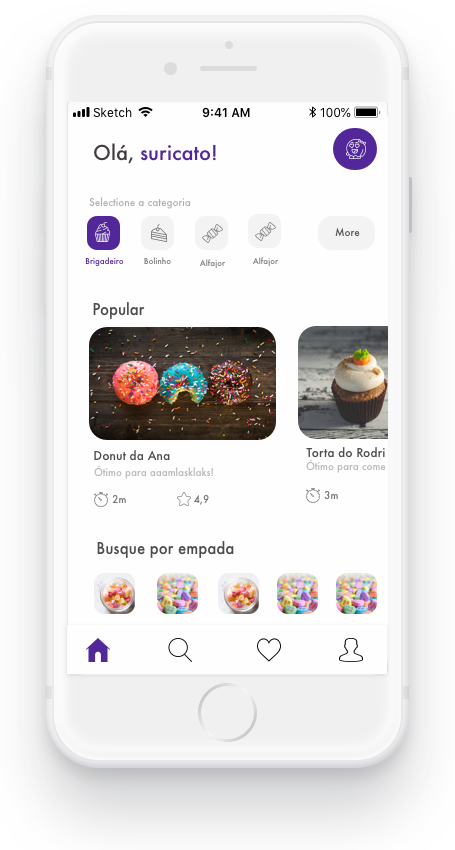 Sketch 9:41 AM 100%
Olá, suricato!
Selectione a categoria
More
Brigadeiro Bolinho Alfajor Alfajor
Popular
Donut da Ana
Ótimo para aaamlasklaks!
2m 4,9
Torta do Rodri
Ótimo para come
3m
Busque por empada